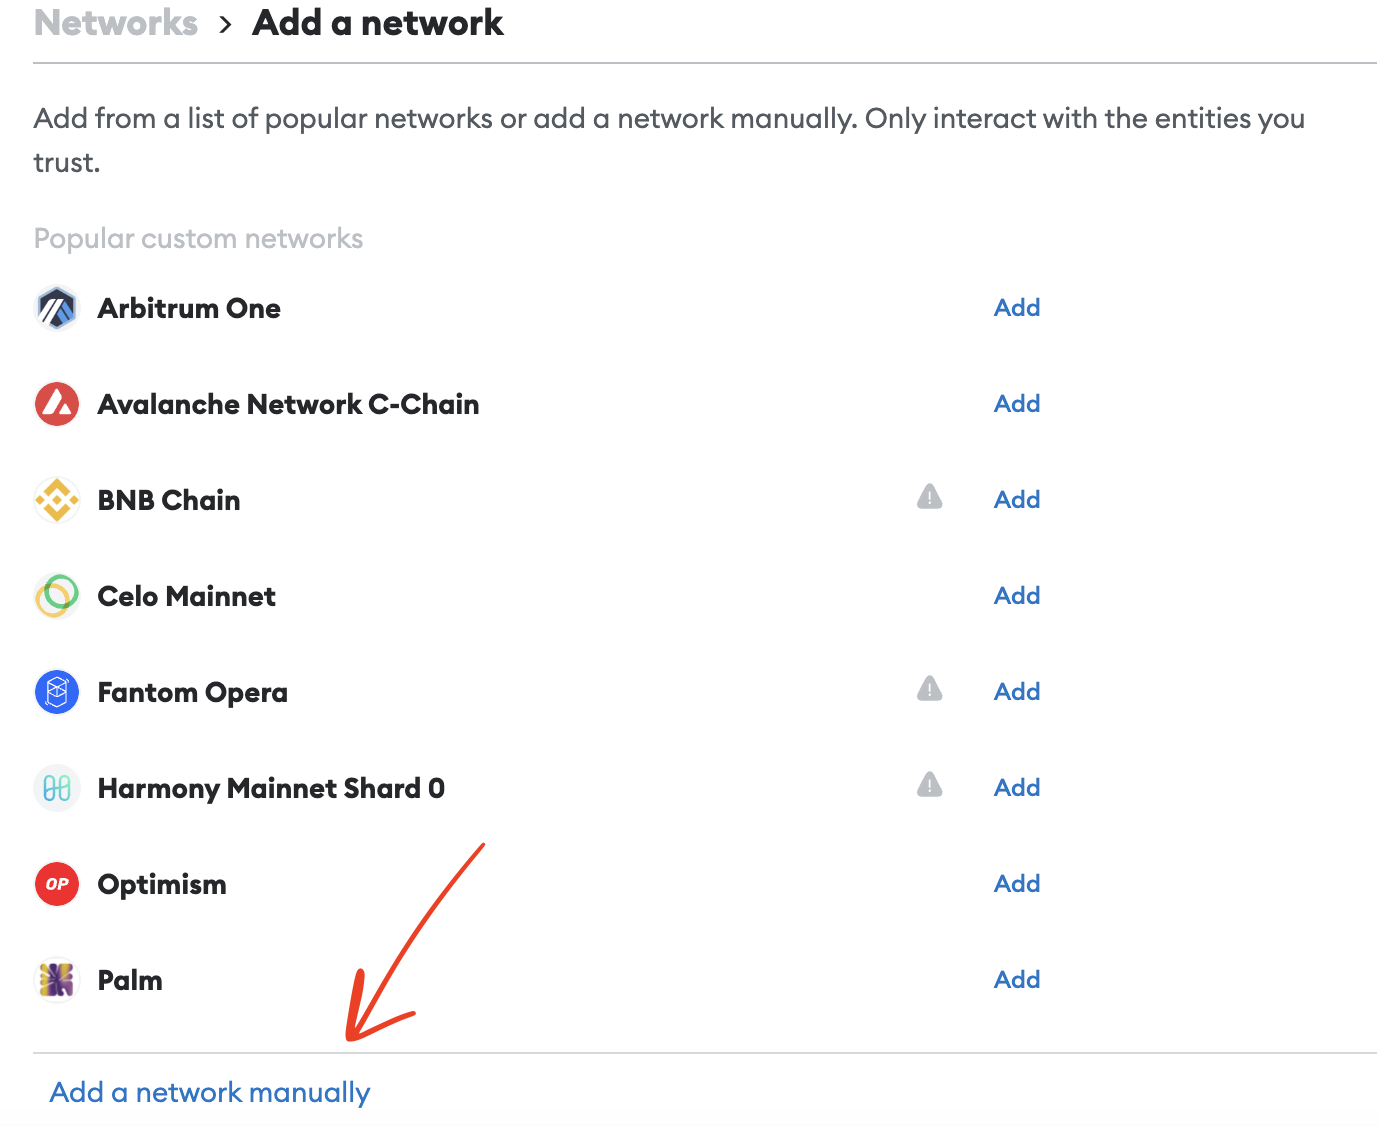 Networks > Add a network
Add from a list of popular networks or add a network manually. Only interact with the entities you
trust.
Popular custom networks
Arbitrum One Add
Avalanche Network C-Chain Add
BNB Chain Add
Celo Mainnet Add
Fantom Opera Add
Harmony Mainnet Shard 0 Add
OP Optimism Add
Palm Add
Add a network manually